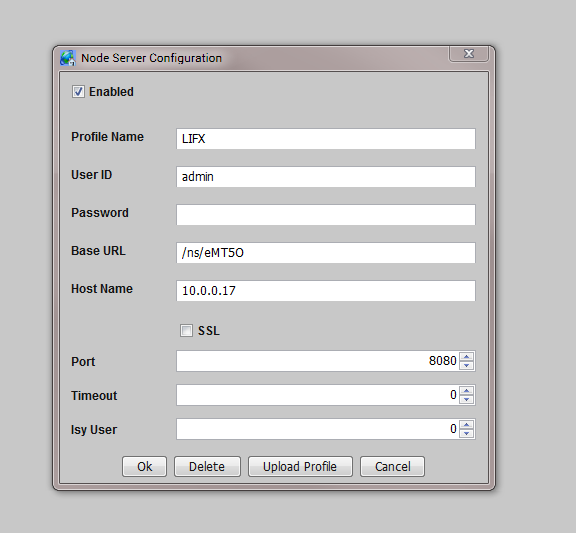 Node Server Configuration
Enabled
Profile Name LIFX
User ID admin
Password
Base URL /ns/eMT5O
Host Name 10.0.0.17
SSL
Port 8080
Timeout 0
Isy User 0
Ok Delete Upload Profile Cancel